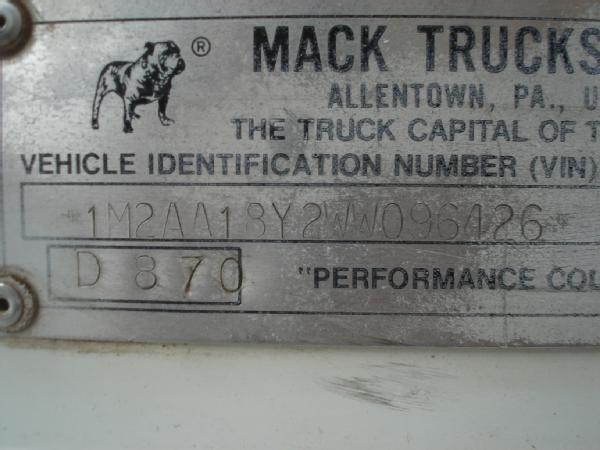 ®
MACK TRUCKS
ALLENTOWN, PA., U
THE TRUCK CAPITAL OF T
VEHICLE IDENTIFICATION NUMBER (VIN)
*1M2AA18Y2WW096426*
D 870 "PERFORMANCE COU